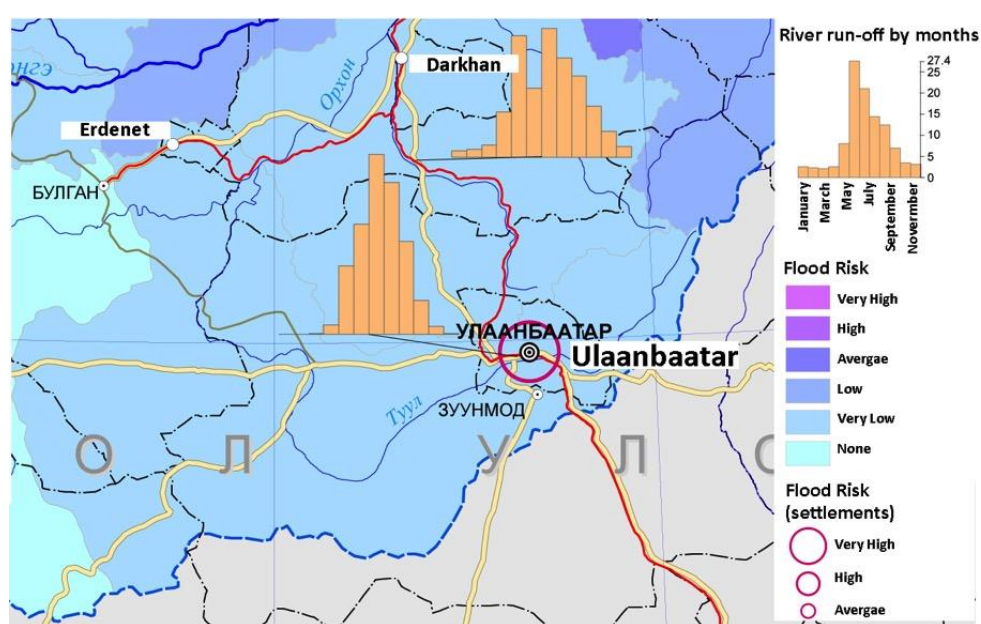 River run-off by months
27.4
25
20
15
10
5
0
January
March
May
July
September
Novermber
Орхон
Darkhan
Erdenet
БУЛГАН
УЛААНБААТАР
Ulaanbaatar
ЗУУНМОД
Туул
О Л У Л С
Flood Risk
Very High
High
Avergae
Low
Very Low
None
Flood Risk
(settlements)
Very High
High
Avergae